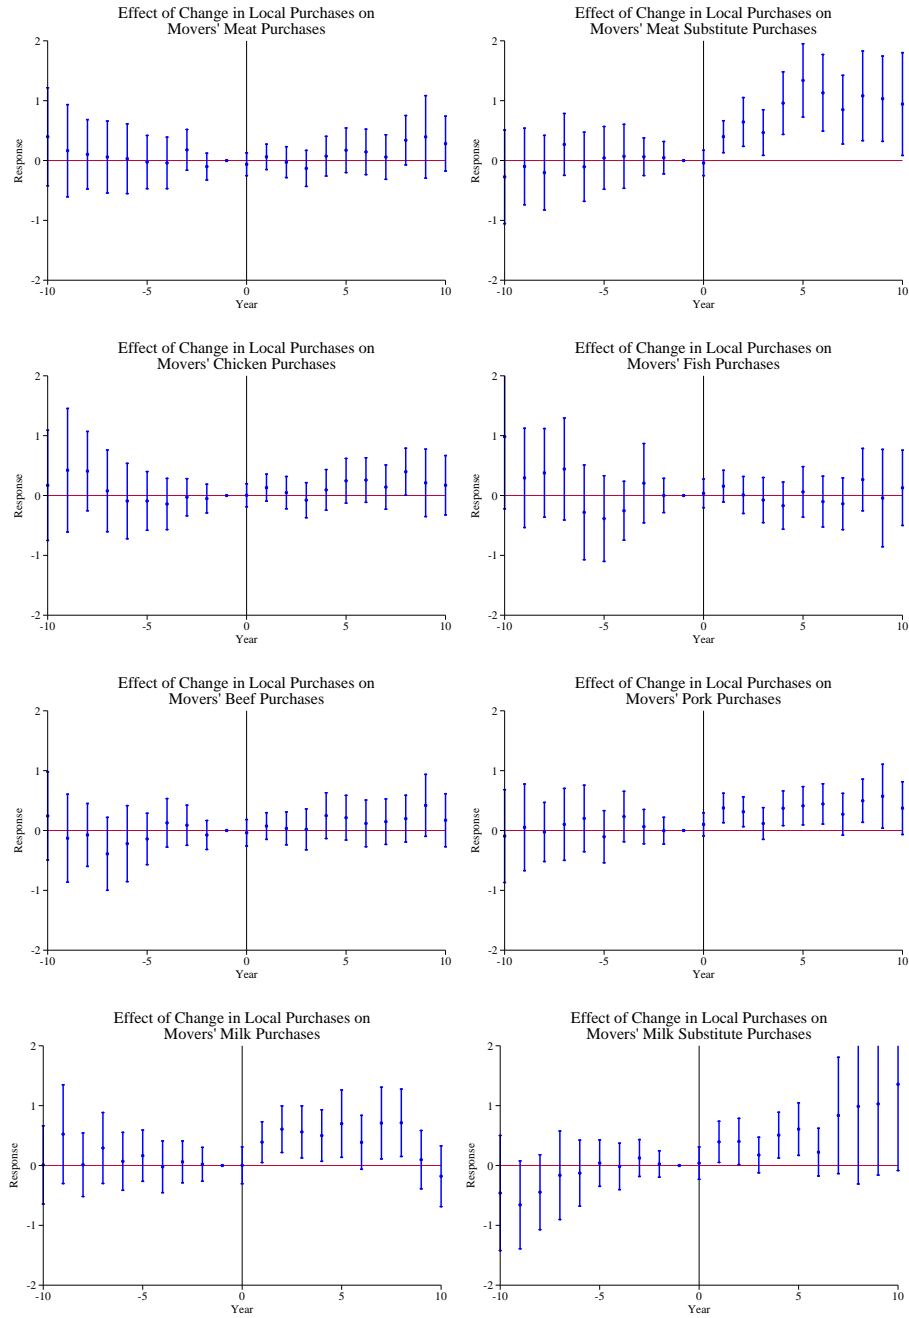 Effect of Change in Local Purchases on
Movers' Meat Purchases
2
1
0
-1
-2
Response
-10
-5
0
5
10
Year
Effect of Change in Local Purchases on
Movers' Meat Substitute Purchases
2
1
0
-1
-2
Response
-10
-5
0
5
10
Year
Effect of Change in Local Purchases on
Movers' Chicken Purchases
2
1
0
-1
-2
Response
-10
-5
0
5
10
Year
Effect of Change in Local Purchases on
Movers' Fish Purchases
2
1
0
-1
-2
Response
-10
-5
0
5
10
Year
Effect of Change in Local Purchases on
Movers' Beef Purchases
2
1
0
-1
-2
Response
-10
-5
0
5
10
Year
Effect of Change in Local Purchases on
Movers' Pork Purchases
2
1
0
-1
-2
Response
-10
-5
0
5
10
Year
Effect of Change in Local Purchases on
Movers' Milk Purchases
2
1
0
-1
-2
Response
-10
-5
0
5
10
Year
Effect of Change in Local Purchases on
Movers' Milk Substitute Purchases
2
1
0
-1
-2
Response
-10
-5
0
5
10
Year